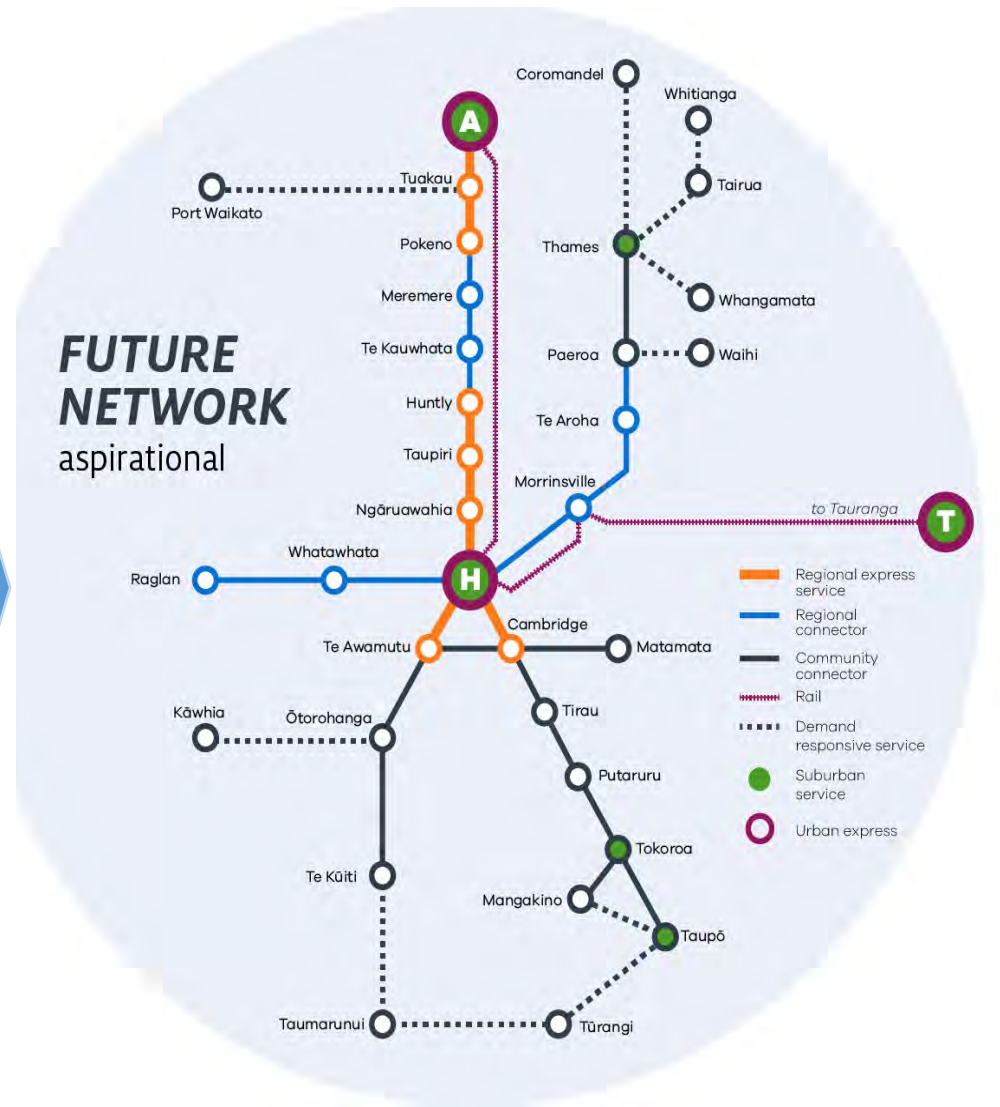 Coromandel
Whitianga
A
Tuakau
Tairua
Port Waikato
Pokeno
Thames
Meremere
Whangamata
FUTURE
NETWORK
aspirational
Te Kauwhata
Paeroa
Waihi
Huntly
Te Aroha
Taupiri
Morrinsville
Ngāruawahia
to Tauranga
T
Whatawhata
Raglan
H
Regional express
service
Regional
connector
Community
connector
Rail
Demand
responsive service
Suburban
service
Urban express
Cambridge
Te Awamutu
Matamata
Kāwhia
Ōtorohanga
Tirau
Putaruru
Tokoroa
Te Kūiti
Mangakino
Taupō
Taumarunui
Tūrangi